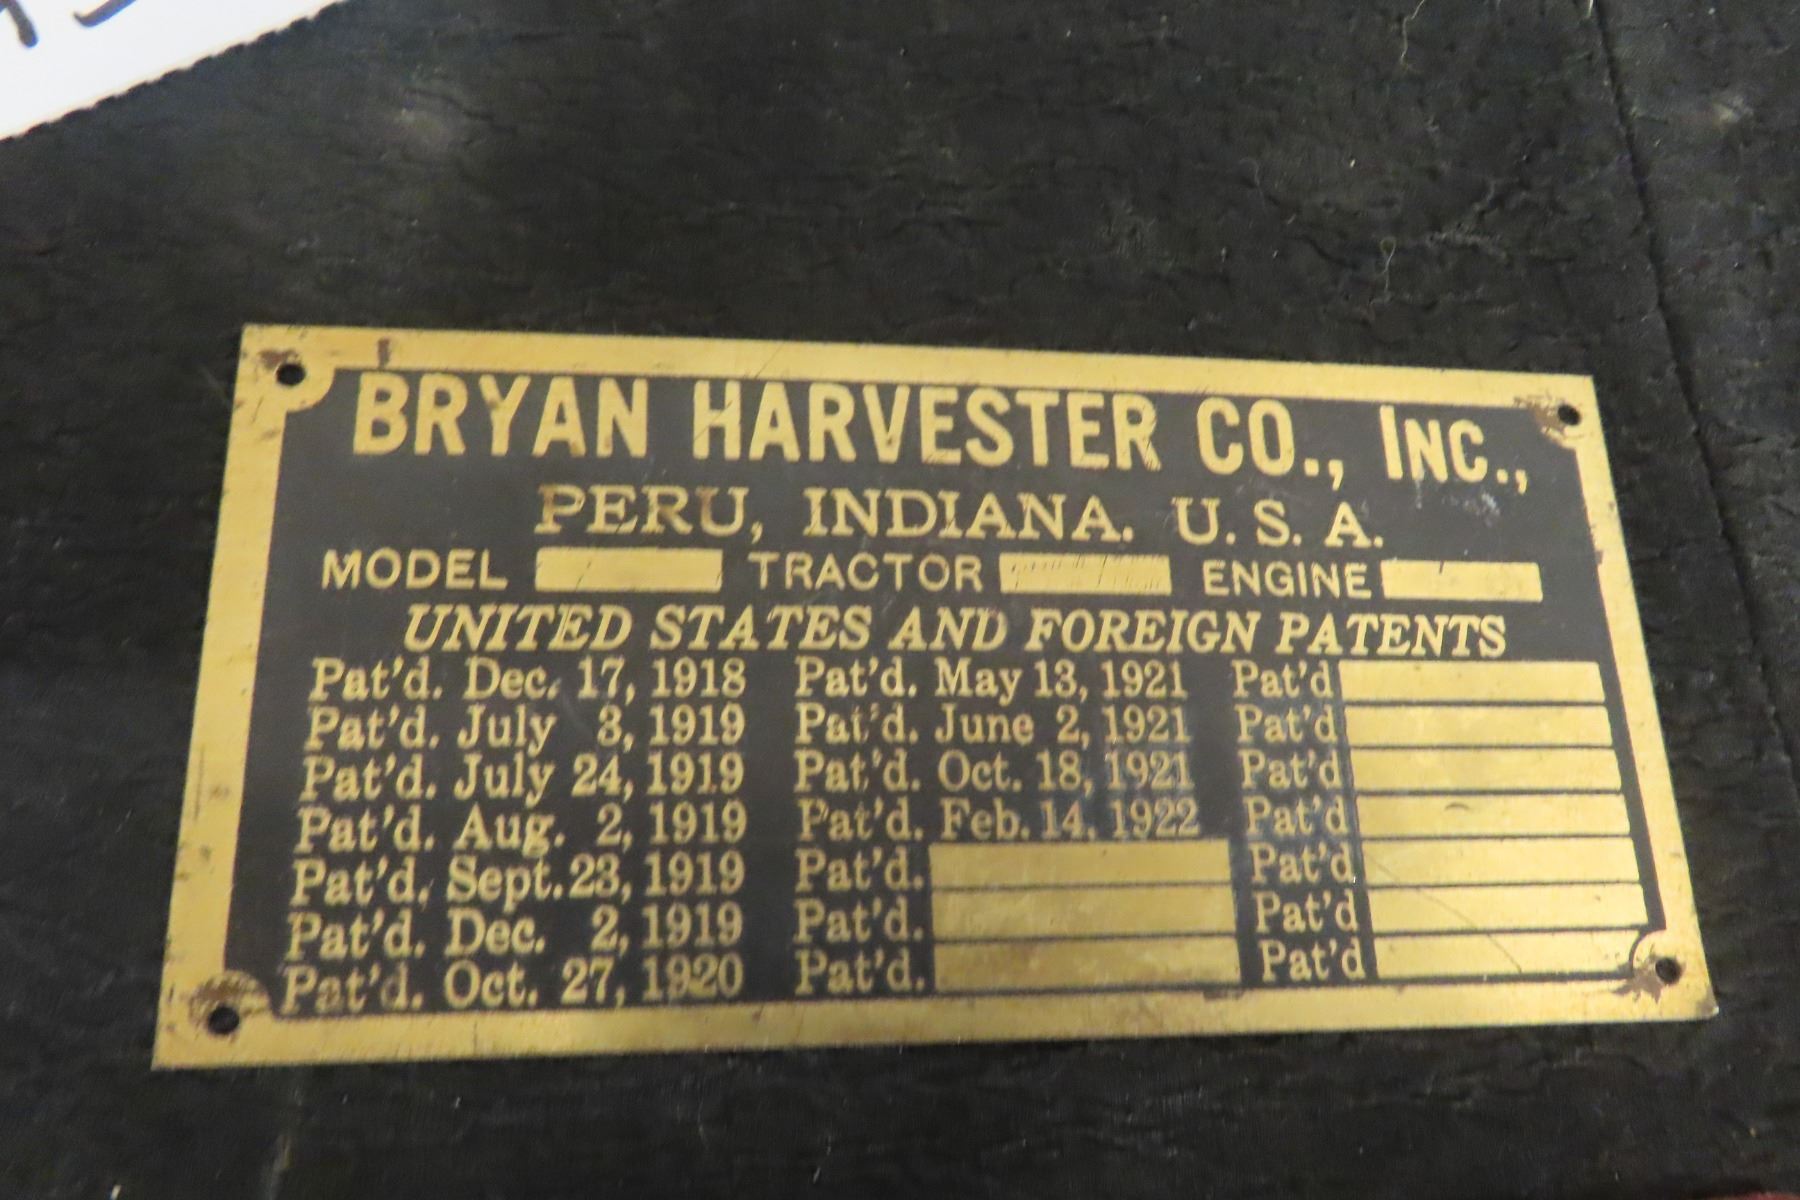 BRYAN HARVESTER CO., INC.,
PERU, INDIANA. U. S. A.
MODEL TRACTOR ENGINE
UNITED STATES AND FOREIGN PATENTS
Pat'd. Dec. 17, 1918 Pat'd. May 13, 1921 Pat'd
Pat'd. July 3, 1919 Pat'd. June 2, 1921 Pat'd
Pat'd. July 24, 1919 Pat'd. Oct. 18, 1921 Pat'd
Pat'd. Aug. 2, 1919 Pat'd. Feb. 14, 1922 Pat'd
Pat'd. Sept. 23, 1919 Pat'd. Pat'd
Pat'd. Dec. 2, 1919 Pat'd. Pat'd
Pat'd. Oct. 27, 1920 Pat'd. Pat'd